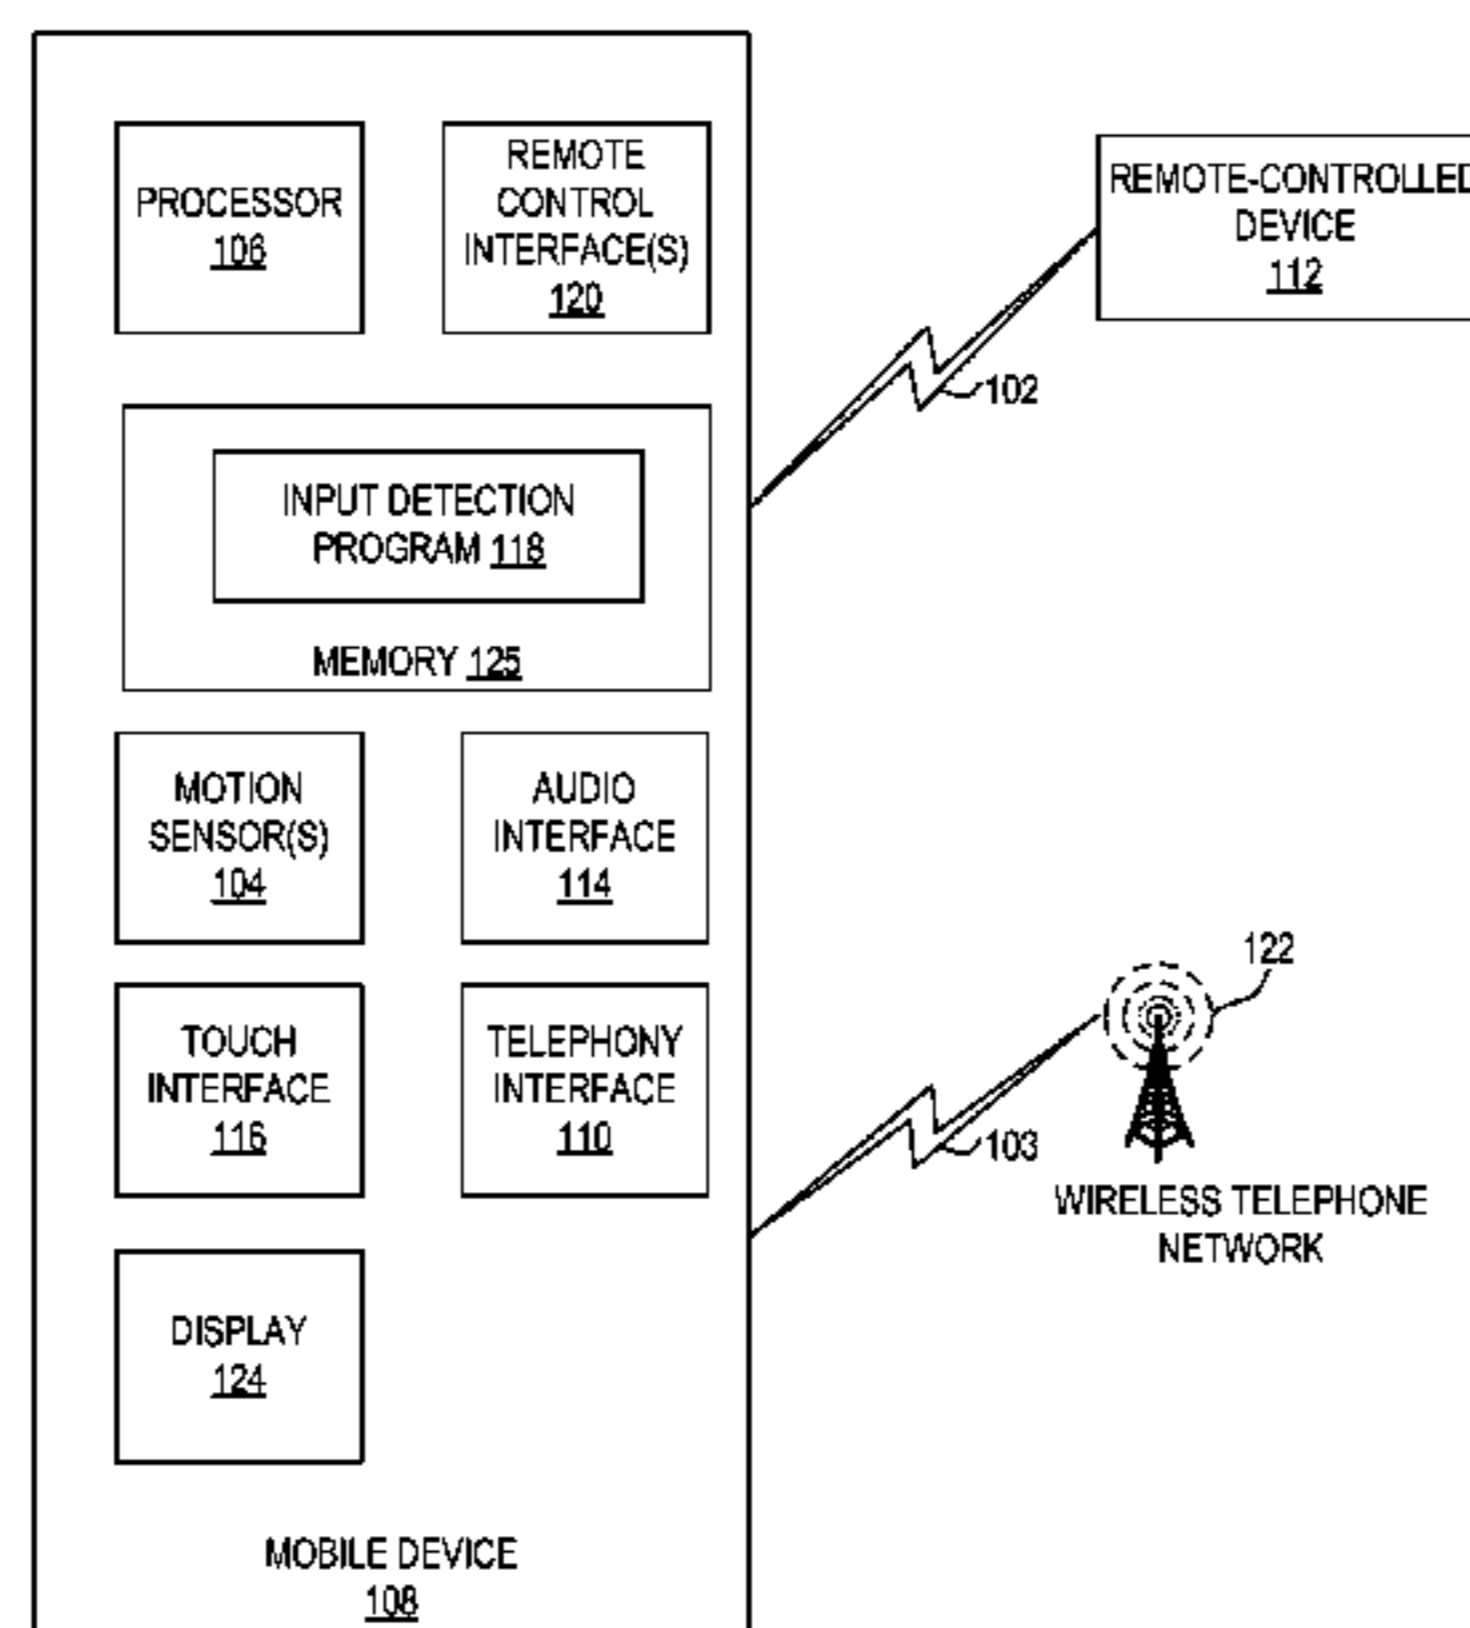 PROCESSOR
106
REMOTE
CONTROL
INTERFACE(S)
120
REMOTE-CONTROLLED
DEVICE
112
102
INPUT DETECTION
PROGRAM 118
MEMORY 125
MOTION
SENSOR(S)
104
AUDIO
INTERFACE
114
122
TOUCH
INTERFACE
116
TELEPHONY
INTERFACE
110
103
WIRELESS TELEPHONE
NETWORK
DISPLAY
124
MOBILE DEVICE
108